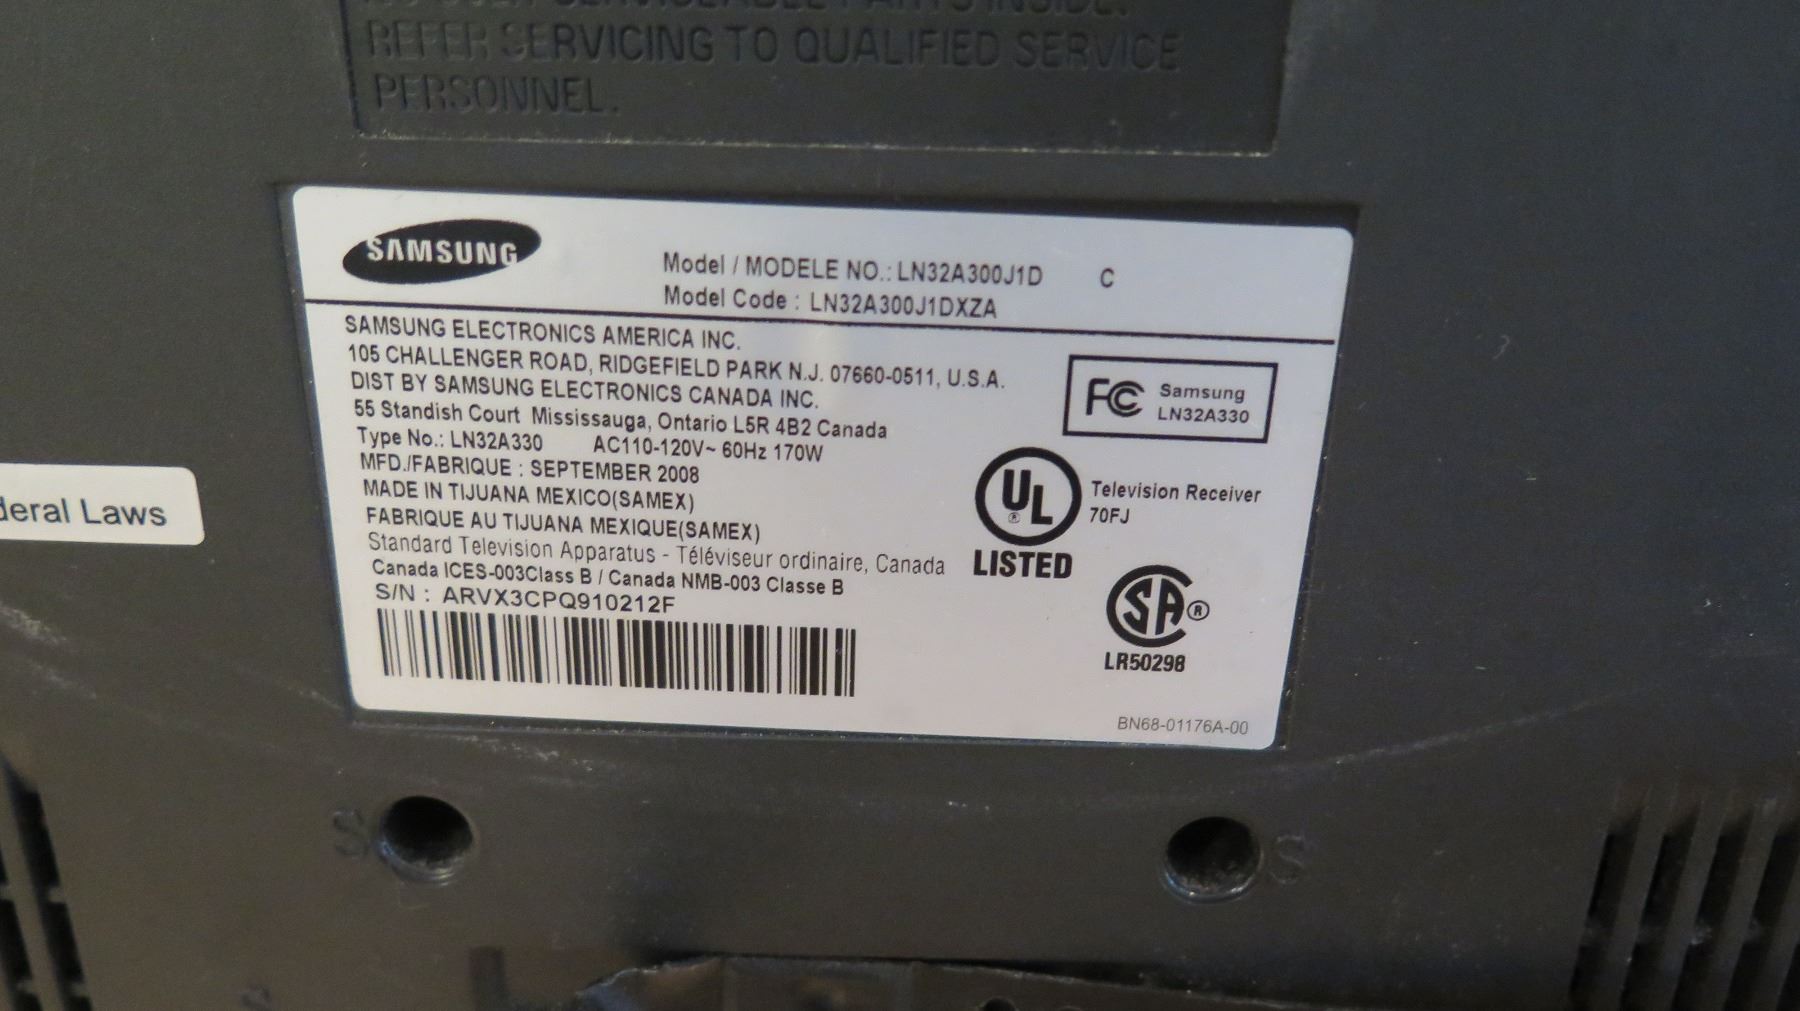 REFER SERVICING TO QUALIFIED SERVICE
PERSONNEL.
SAMSUNG
Model / MODELE NO.: LN32A300J1D C
Model Code : LN32A300J1DXZA
SAMSUNG ELECTRONICS AMERICA INC.
105 CHALLENGER ROAD, RIDGEFIELD PARK N.J. 07660-0511, U.S.A.
DIST BY SAMSUNG ELECTRONICS CANADA INC.
55 Standish Court Mississauga, Ontario L5R 4B2 Canada
Type No.: LN32A330 AC110-120V~ 60Hz 170W
MFD./FABRIQUE : SEPTEMBER 2008
MADE IN TIJUANA MEXICO(SAMEX)
FABRIQUE AU TIJUANA MEXIQUE(SAMEX)
Standard Television Apparatus - Téléviseur ordinaire, Canada
Canada ICES-003Class B / Canada NMB-003 Classe B
S/N : ARVX3CPQ910212F
FC Samsung
LN32A330
UL ® Television Receiver
70FJ
LISTED
SA ®
LR50298
BN68-01176A-00
deral Laws
S S